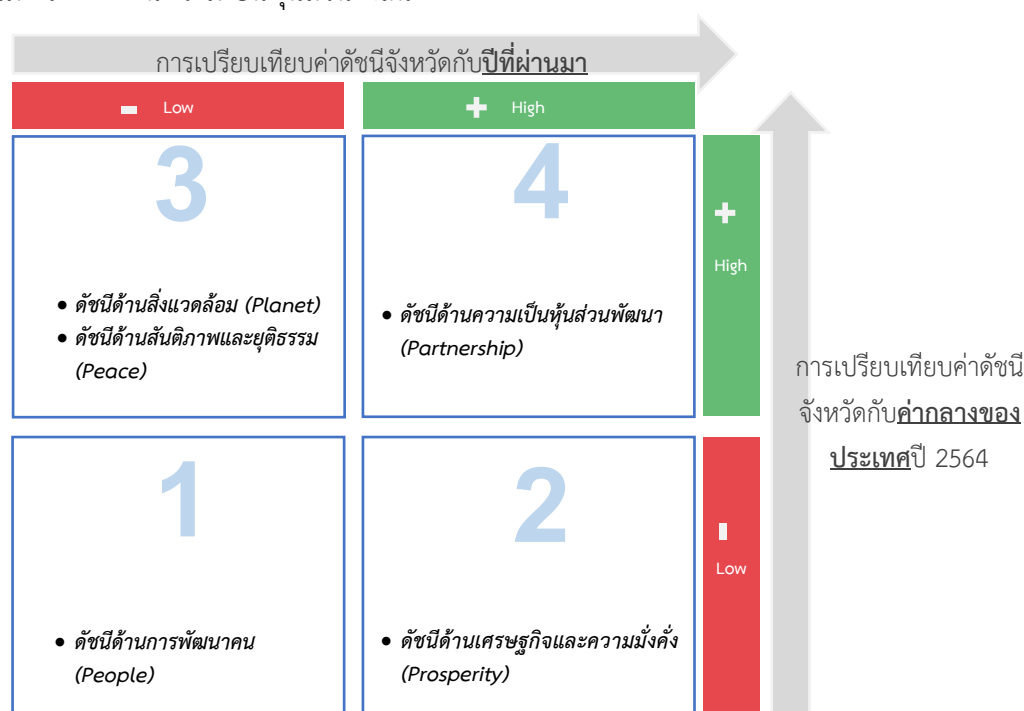 การเปรียบเทียบค่าดัชนีจังหวัดกับปีที่ผ่านมา
Low
High
3
• ดัชนีด้านสิ่งแวดล้อม (Planet)
• ดัชนีด้านสันติภาพและยุติธรรม
(Peace)
4
• ดัชนีด้านความเป็นหุ้นส่วนพัฒนา
(Partnership)
High
การเปรียบเทียบค่าดัชนี
จังหวัดกับค่ากลางของ
ประเทศปี 2564
1
• ดัชนีด้านการพัฒนาคน
(People)
2
• ดัชนีด้านเศรษฐกิจและความมั่งคั่ง
(Prosperity)
Low